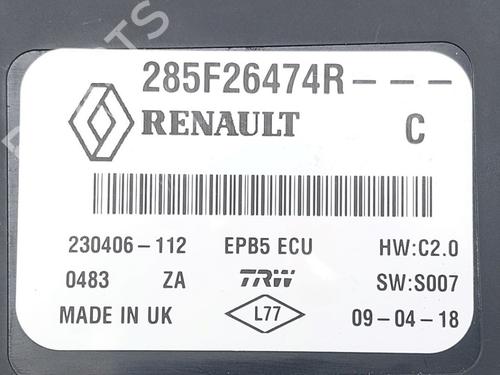 285F26474R---
RENAULT C
230406-112 EPB5 ECU HW:C2.0
0483 ZA TRW SW:S007
MADE IN UK L77 09-04-18